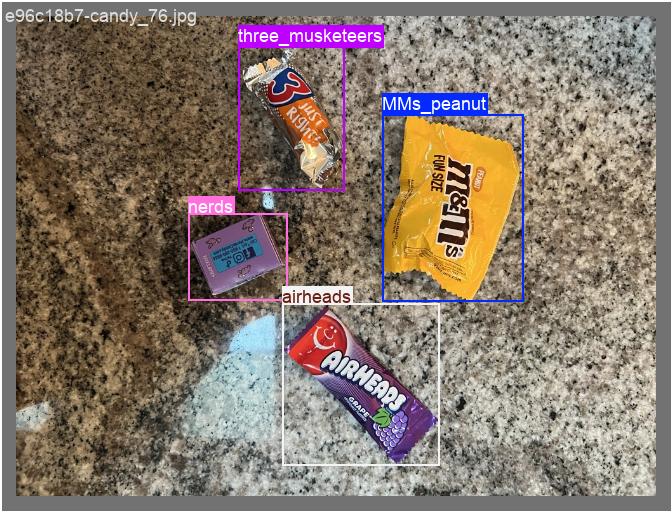 e96c18b7-candy_76.jpg
three_musketeers
3
JUST
RIGHT!
MMs_peanut
PEANUT
m&m's
FUN SIZE
nerds
airheads
AIRHEADS
GRAPE